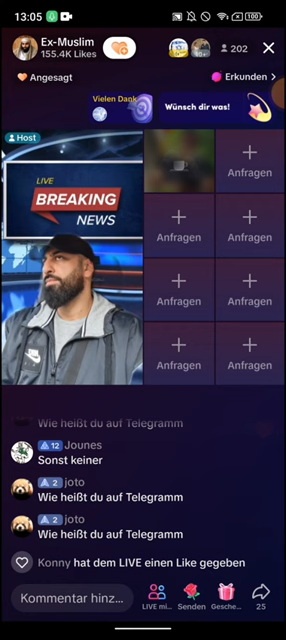 13:05
100
Ex-Muslim
155.4K Likes
202
Angesagt
Erkunden
Vielen Dank
Wünsch dir was!
Host
LIVE
BREAKING
NEWS
Anfragen
Anfragen
Anfragen
Anfragen
Anfragen
Anfragen
Anfragen
Wie heißt du auf Telegramm
12 Jounes
Sonst keiner
2 joto
Wie heißt du auf Telegramm
2 joto
Wie heißt du auf Telegramm
Konny hat dem LIVE einen Like gegeben
Kommentar hinz...
LIVE mi...
Senden
Gesche...
25